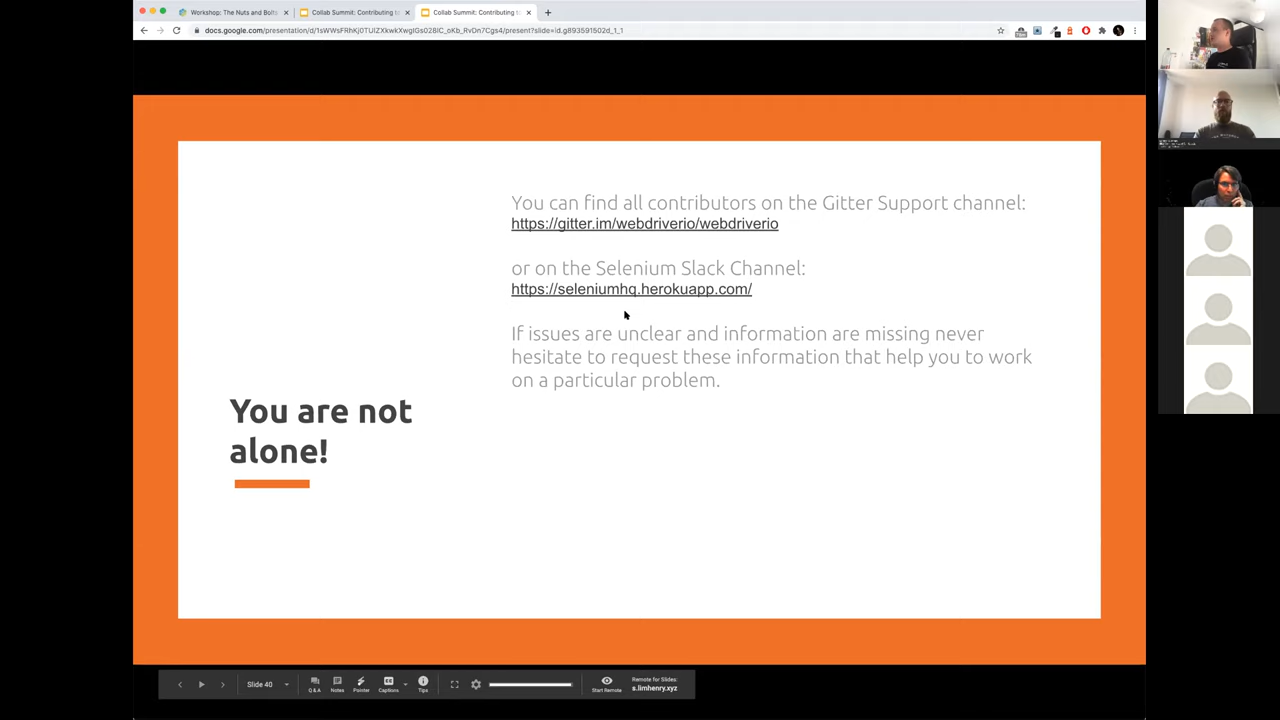 Workshop: The Nuts and Bolts
Collab Summit: Contributing to
Collab Summit: Contributing to
docs.google.com/presentation/d/1sWWsFRhKj0TUIZXkwkXwgIGs028lC_oKb_RvDn7Cgs4/present?slide=id.g893591502d_1_1
You can find all contributors on the Gitter Support channel:
https://gitter.im/webdriverio/webdriverio
or on the Selenium Slack Channel:
https://seleniumhq.herokuapp.com/
If issues are unclear and information are missing never
hesitate to request these information that help you to work
on a particular problem.
You are not
alone!
Slide 40
Q & A
Notes
Pointer
Captions
Tips
Start Remote
Remote for Slides:
s.limhenry.xyz